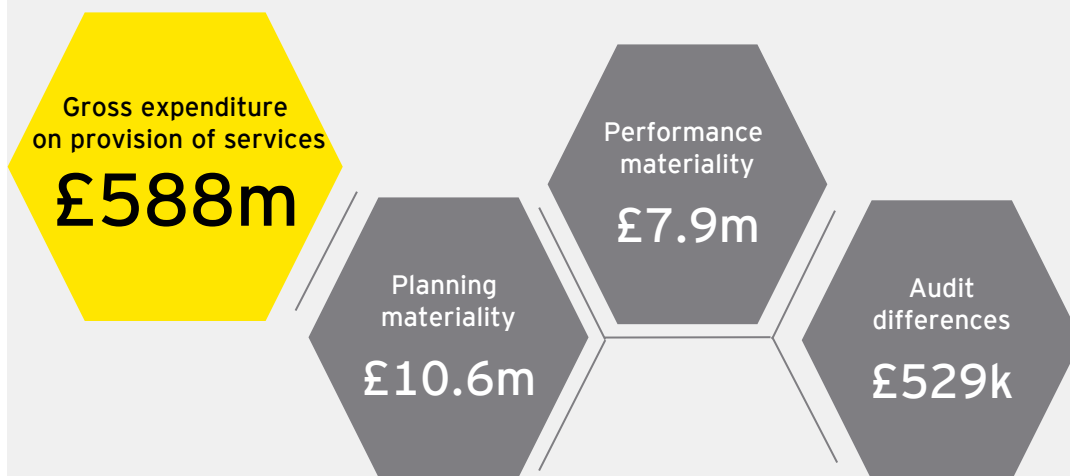 Gross expenditure
on provision of services
£588m
Planning
materiality
£10.6m
Performance
materiality
£7.9m
Audit
differences
£529k